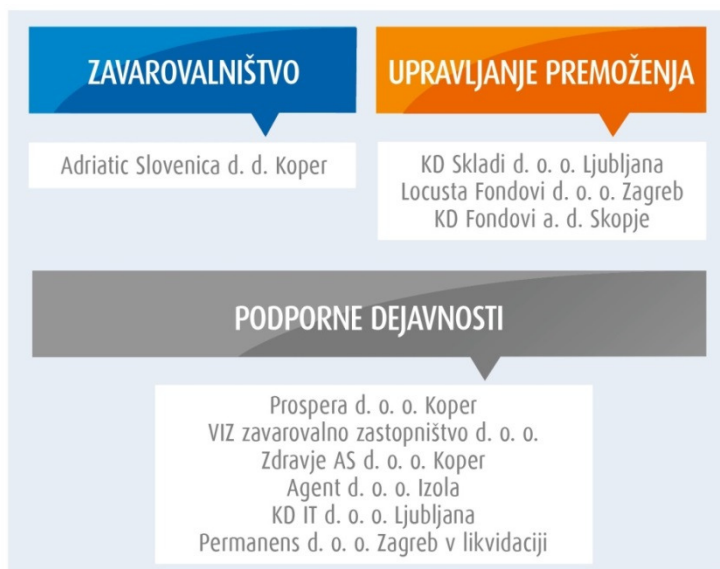 ZAVAROVALNIŠTVO
Adriatic Slovenica d. d. Koper
UPRAVLJANJE PREMOŽENJA
KD Skladi d. o. o. Ljubljana
Locusta Fondovi d. o. o. Zagreb
KD Fondovi a. d. Skopje
PODPORNE DEJAVNOSTI
Prospera d. o. o. Koper
VIZ zavarovalno zastopništvo d. o. o.
Zdravje AS d. o. o. Koper
Agent d. o. o. Izola
KD IT d. o. o. Ljubljana
Permanens d. o. o. Zagreb v likvidaciji